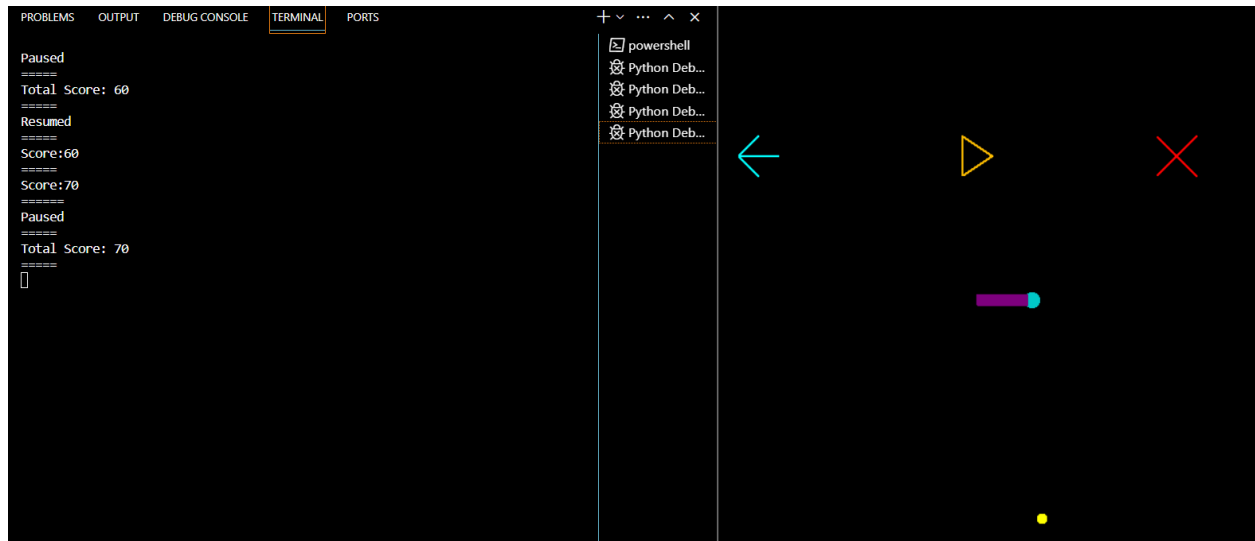 PROBLEMS OUTPUT DEBUG CONSOLE TERMINAL PORTS
Paused
=====
Total Score: 60
=====
Resumed
=====
Score:60
=====
Score:70
======
Paused
=====
Total Score: 70
=====
powershell
Python Deb...
Python Deb...
Python Deb...
Python Deb...